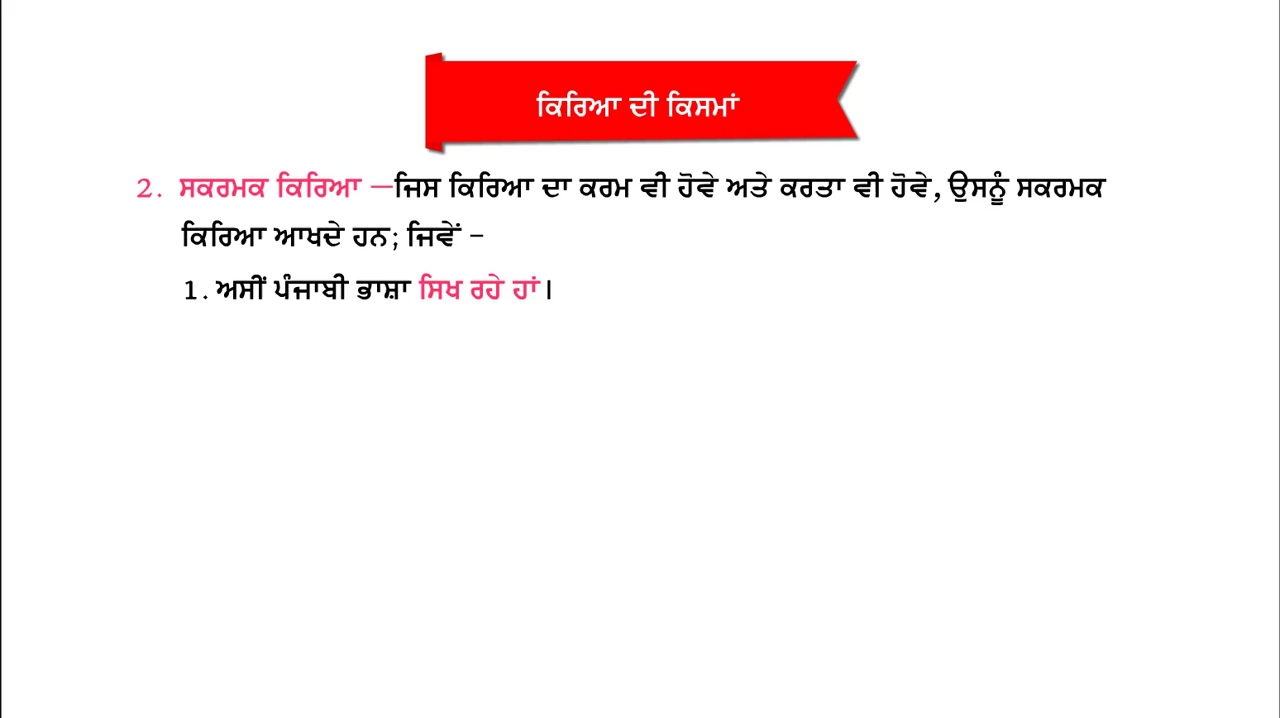 ਕਿਰਿਆ ਦੀ ਕਿਸਮਾਂ
2. ਸਕਰਮਕ ਕਿਰਿਆ —ਜਿਸ ਕਿਰਿਆ ਦਾ ਕਰਮ ਵੀ ਹੋਵੇ ਅਤੇ ਕਰਤਾ ਵੀ ਹੋਵੇ, ਉਸਨੂੰ ਸਕਰਮਕ
ਕਿਰਿਆ ਆਖਦੇ ਹਨ; ਜਿਵੇਂ -
1. ਅਸੀਂ ਪੰਜਾਬੀ ਭਾਸ਼ਾ ਸਿਖ ਰਹੇ ਹਾਂ।